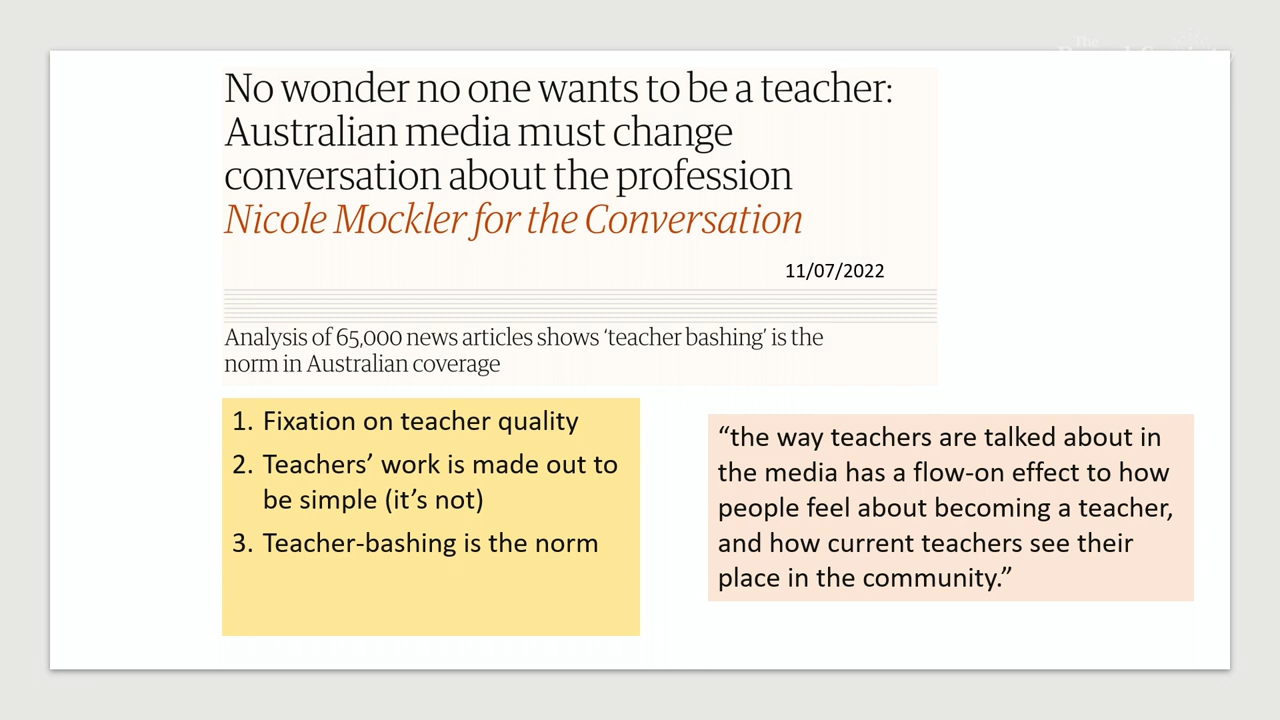 No wonder no one wants to be a teacher:
Australian media must change
conversation about the profession
Nicole Mockler for the Conversation
11/07/2022
Analysis of 65,000 news articles shows ‘teacher bashing’ is the
norm in Australian coverage
1. Fixation on teacher quality
2. Teachers’ work is made out to
be simple (it’s not)
3. Teacher-bashing is the norm
“the way teachers are talked about in
the media has a flow-on effect to how
people feel about becoming a teacher,
and how current teachers see their
place in the community.”